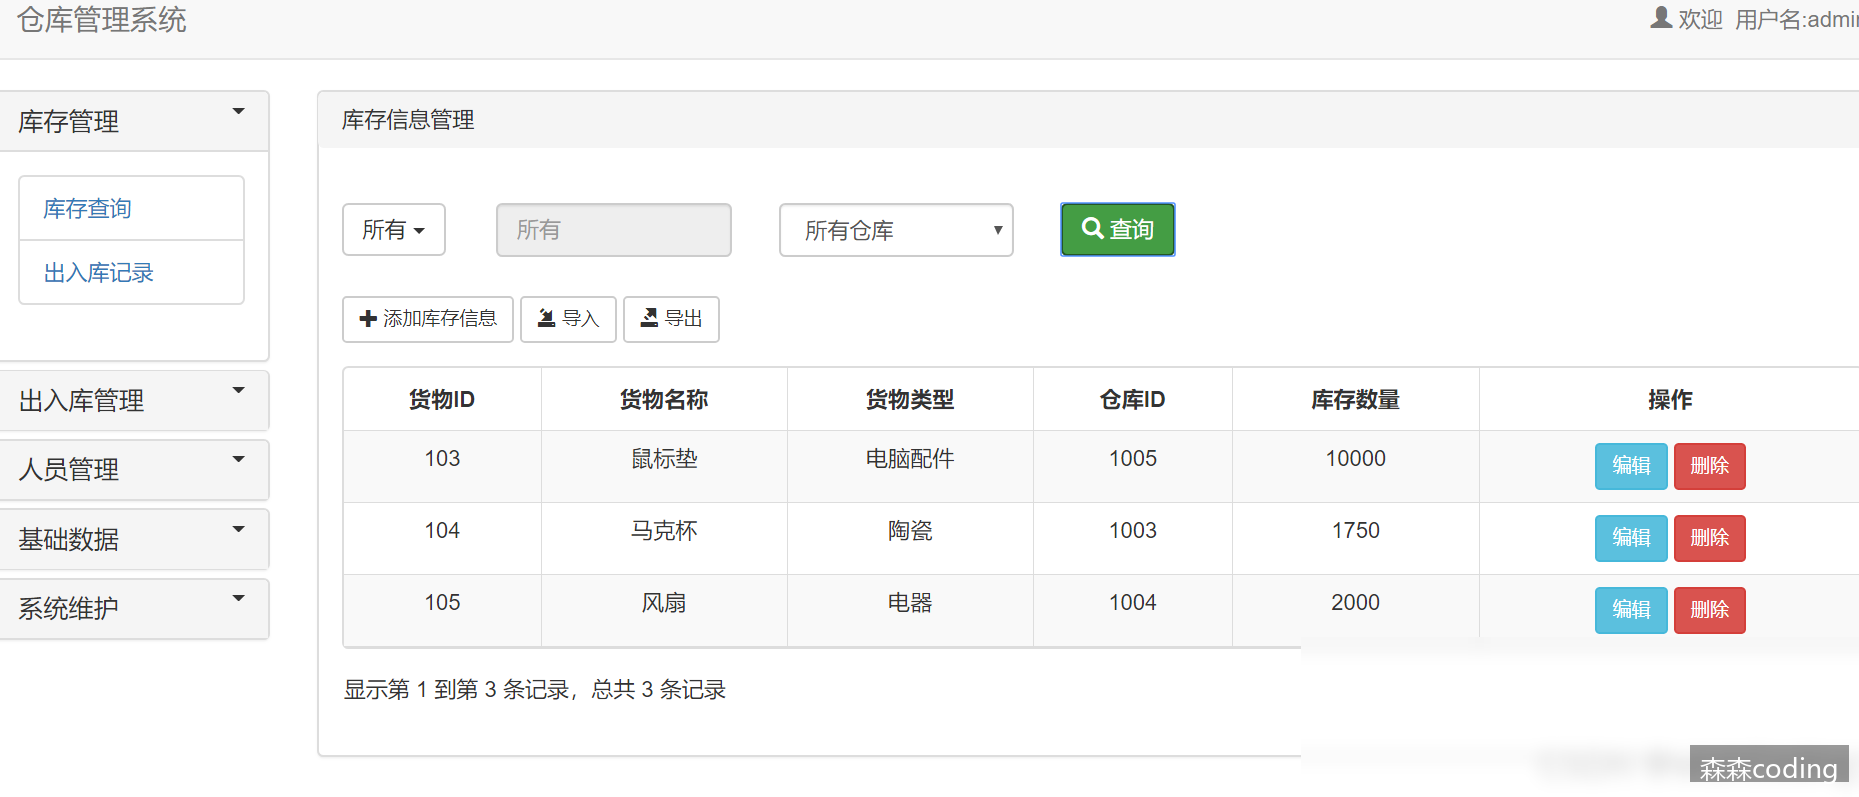 仓库管理系统
欢迎 用户名:admin
库存管理
库存查询
出入库记录
出入库管理
人员管理
基础数据
系统维护
库存信息管理
所有 所有 所有仓库 查询
添加库存信息 导入 导出
货物ID 货物名称 货物类型 仓库ID 库存数量 操作
103 鼠标垫 电脑配件 1005 10000 编辑 删除
104 马克杯 陶瓷 1003 1750 编辑 删除
105 风扇 电器 1004 2000 编辑 删除
显示第 1 到第 3 条记录，总共 3 条记录
森森coding